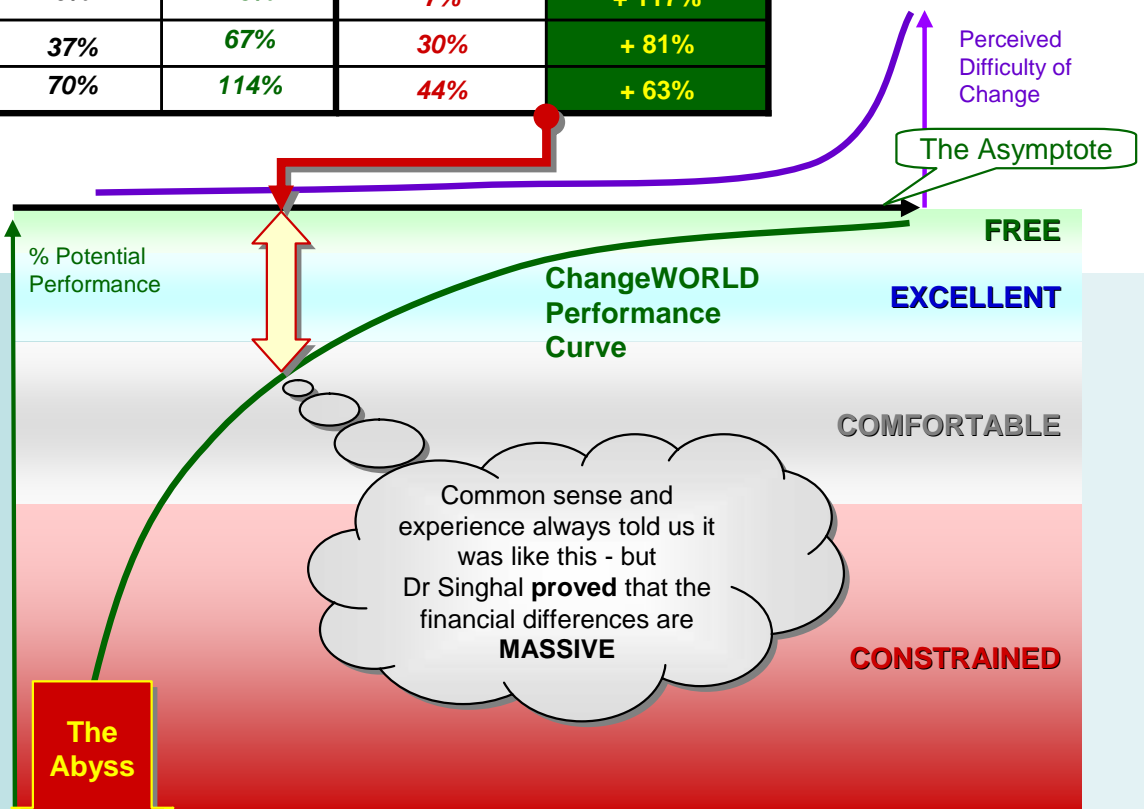 + 117%
37% 67% 30% + 81%
70% 114% 44% + 63%
Perceived
Difficulty of
Change
The Asymptote
% Potential
Performance
FREE
ChangeWORLD
Performance
Curve
EXCELLENT
COMFORTABLE
Common sense and
experience always told us it
was like this - but
Dr Singhal proved that the
financial differences are
MASSIVE
CONSTRAINED
The
Abyss